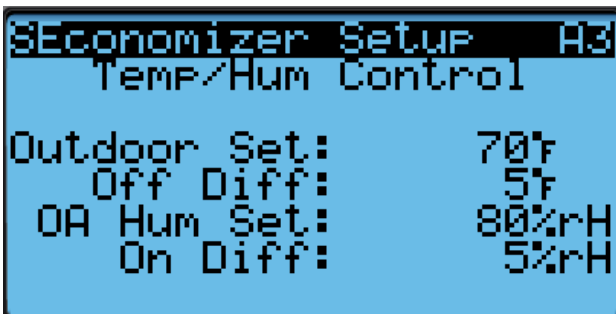 SEconomizer Setup A3
Temp/Hum Control
Outdoor Set: 70°F
Off Diff: 5°F
OA Hum Set: 80%rH
On Diff: 5%rH